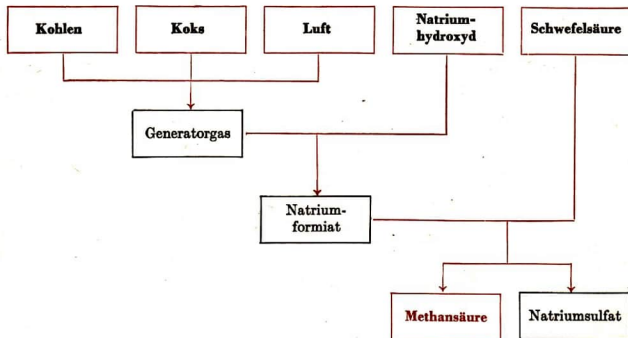 Kohlen
Koks
Luft
Natrium-
hydroxyd
Schwefelsäure
Generatorgas
Natrium-
formiat
Methansäure
Natriumsulfat